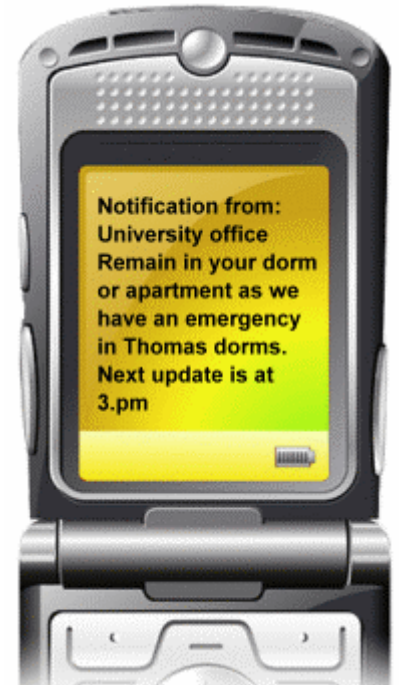 Notification from:
University office
Remain in your dorm
or apartment as we
have an emergency
in Thomas dorms.
Next update is at
3.pm